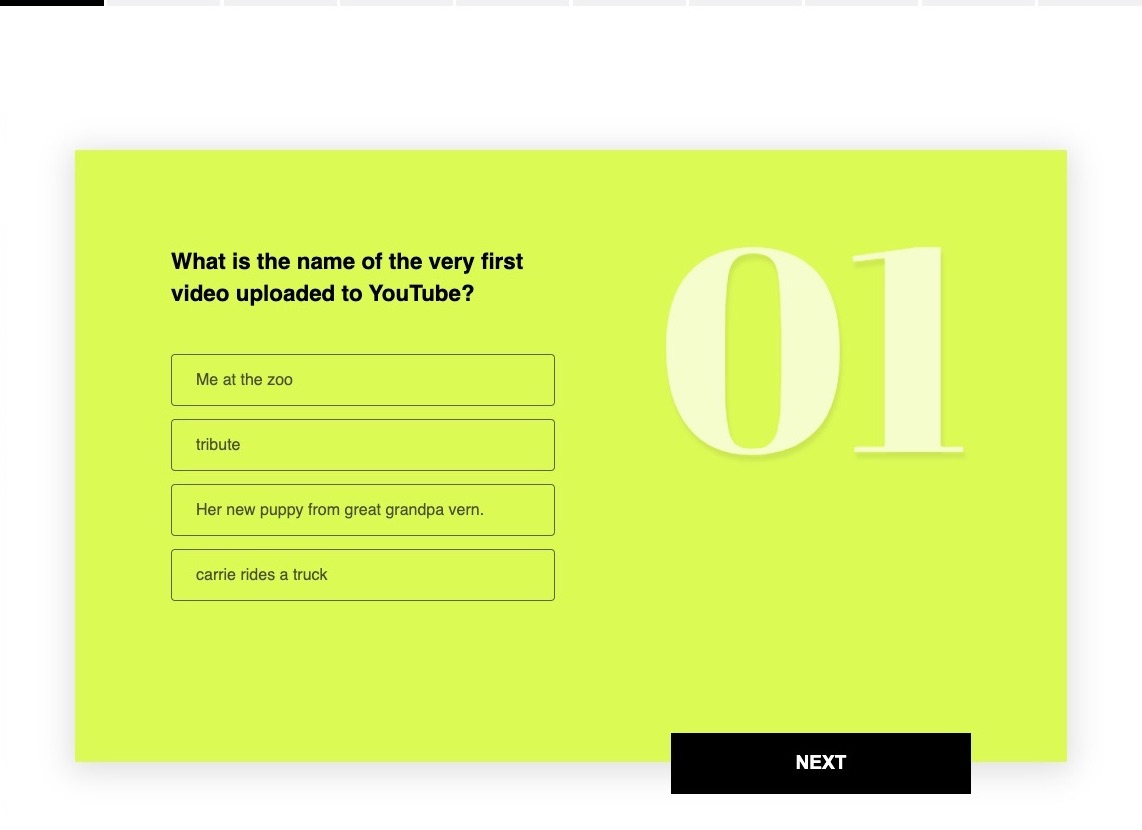 What is the name of the very first
video uploaded to YouTube?
01
Me at the zoo
tribute
Her new puppy from great grandpa vern.
carrie rides a truck
NEXT